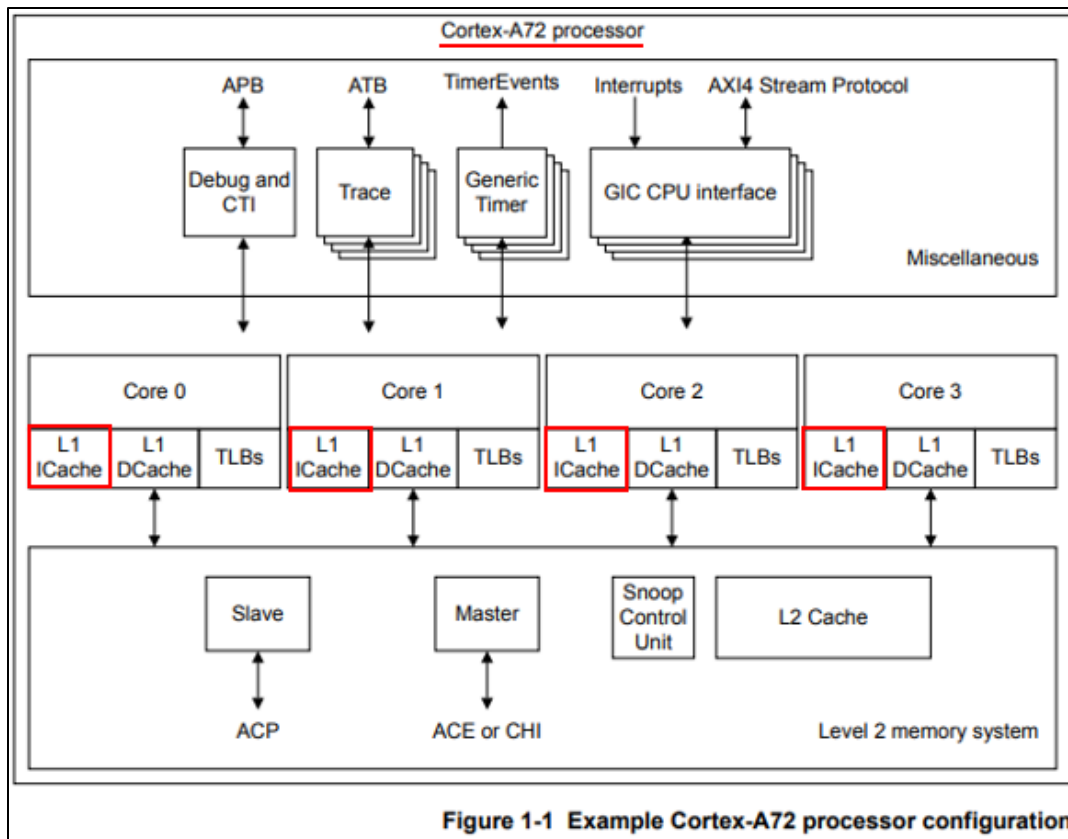 Cortex-A72 processor
APB
ATB
TimerEvents
Interrupts
AXI4 Stream Protocol
Debug and
CTI
Trace
Generic
Timer
GIC CPU interface
Miscellaneous
Core 0
Core 1
Core 2
Core 3
L1
ICache
L1
DCache
TLBs
L1
ICache
L1
DCache
TLBs
L1
ICache
L1
DCache
TLBs
L1
ICache
L1
DCache
TLBs
Slave
Master
Snoop
Control
Unit
L2 Cache
ACP
ACE or CHI
Level 2 memory system
Figure 1-1 Example Cortex-A72 processor configuration